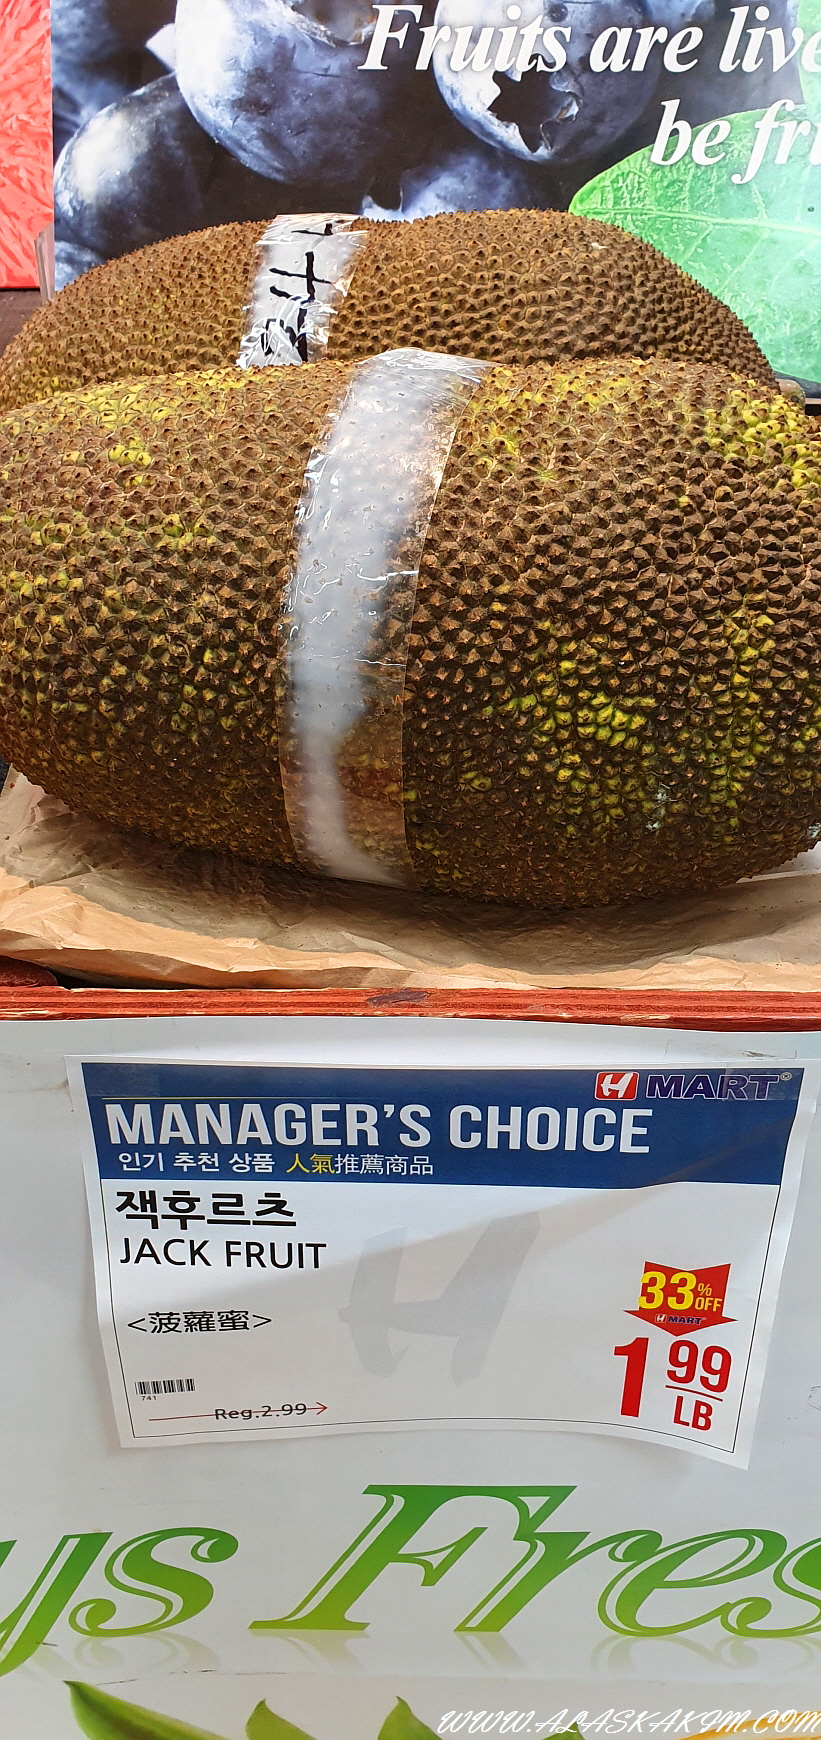 Fruits are live
be fr
H MART
MANAGER'S CHOICE
인기 추천 상품 人氣推薦商品
잭후르츠
JACK FRUIT
<菠蘿蜜>
33% OFF
H MART
1 99
LB
741
Reg.2.99
ys Fres
WWW.ALASKAKIM.COM